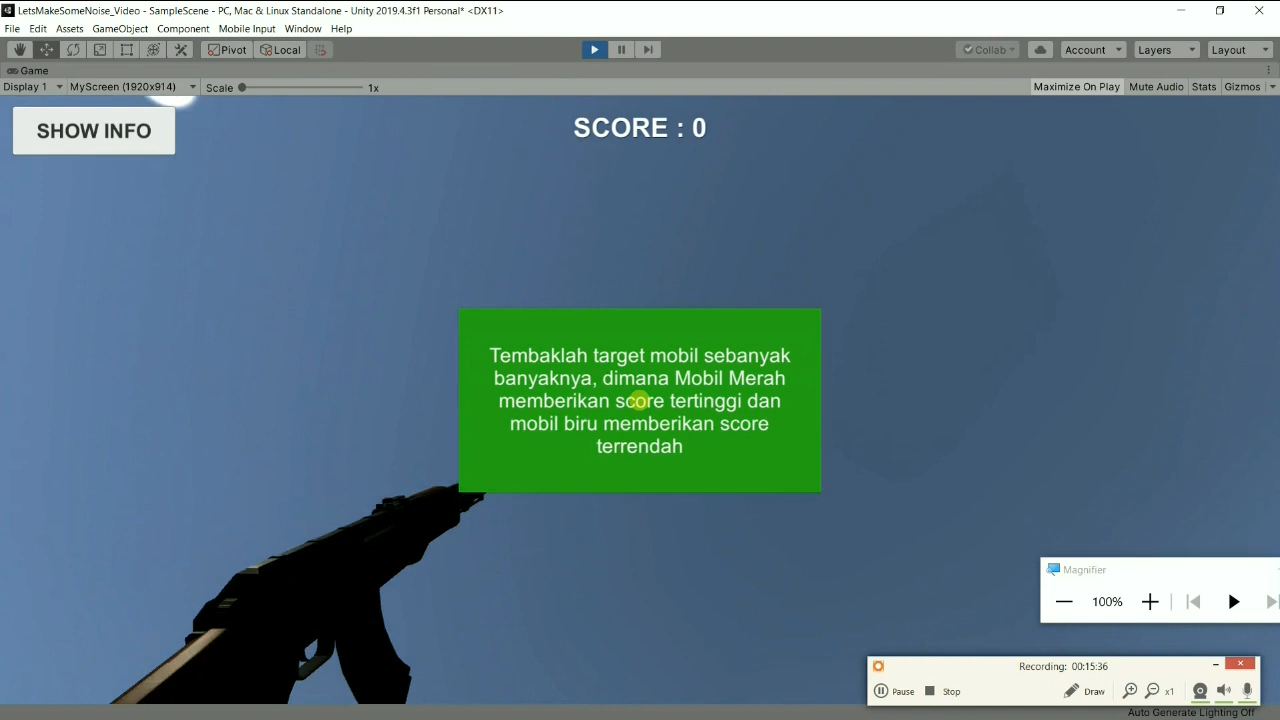 LetsMakeSomeNoise_Video - SampleScene - PC, Mac & Linux Standalone - Unity 2019.4.3f1 Personal* <DX11>
File Edit Assets GameObject Component Mobile Input Window Help
Pivot Local Collab Account Layers Layout
Game
Display 1 MyScreen (1920x914) Scale 1x Maximize On Play Mute Audio Stats Gizmos
SHOW INFO
SCORE : 0
Tembaklah target mobil sebanyak
banyaknya, dimana Mobil Merah
memberikan score tertinggi dan
mobil biru memberikan score
terrendah
Magnifier
100%
Recording: 00:15:36
Pause Stop Draw x1
Auto Generate Lighting Off